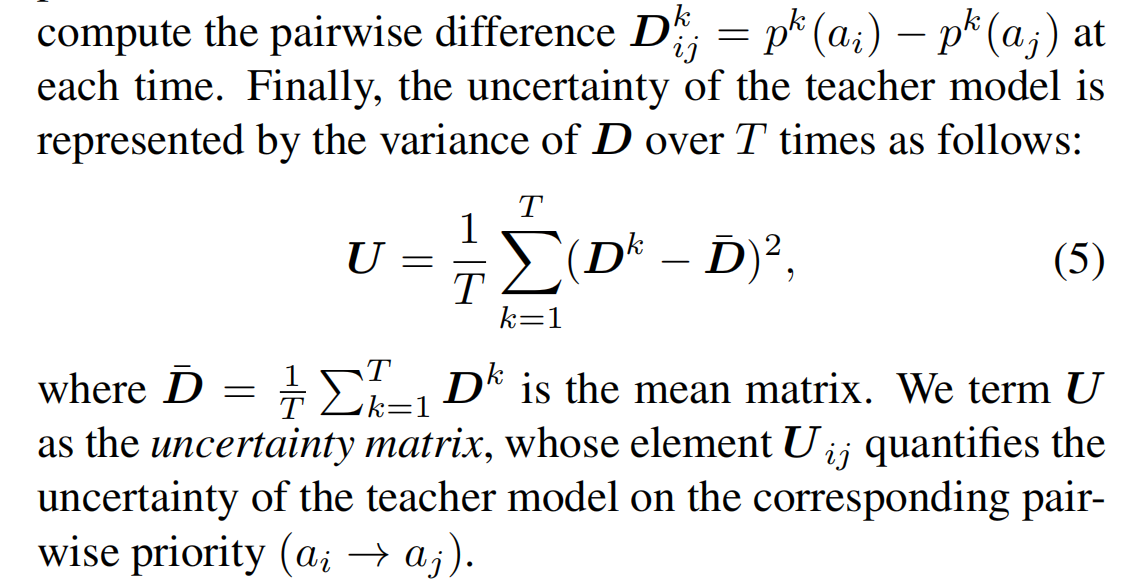 compute the pairwise difference $\boldsymbol{D}_{ij}^{k} = p^k(a_i) - p^k(a_j)$ at
each time. Finally, the uncertainty of the teacher model is
represented by the variance of $\boldsymbol{D}$ over $T$ times as follows:
$\boldsymbol{U} = \frac{1}{T} \sum_{k=1}^{T} (\boldsymbol{D}^k - \bar{\boldsymbol{D}})^2,$ (5)
where $\bar{\boldsymbol{D}} = \frac{1}{T} \sum_{k=1}^{T} \boldsymbol{D}^k$ is the mean matrix. We term $\boldsymbol{U}$
as the uncertainty matrix, whose element $\boldsymbol{U}_{ij}$ quantifies the
uncertainty of the teacher model on the corresponding pair-
wise priority $(a_i \to a_j)$.